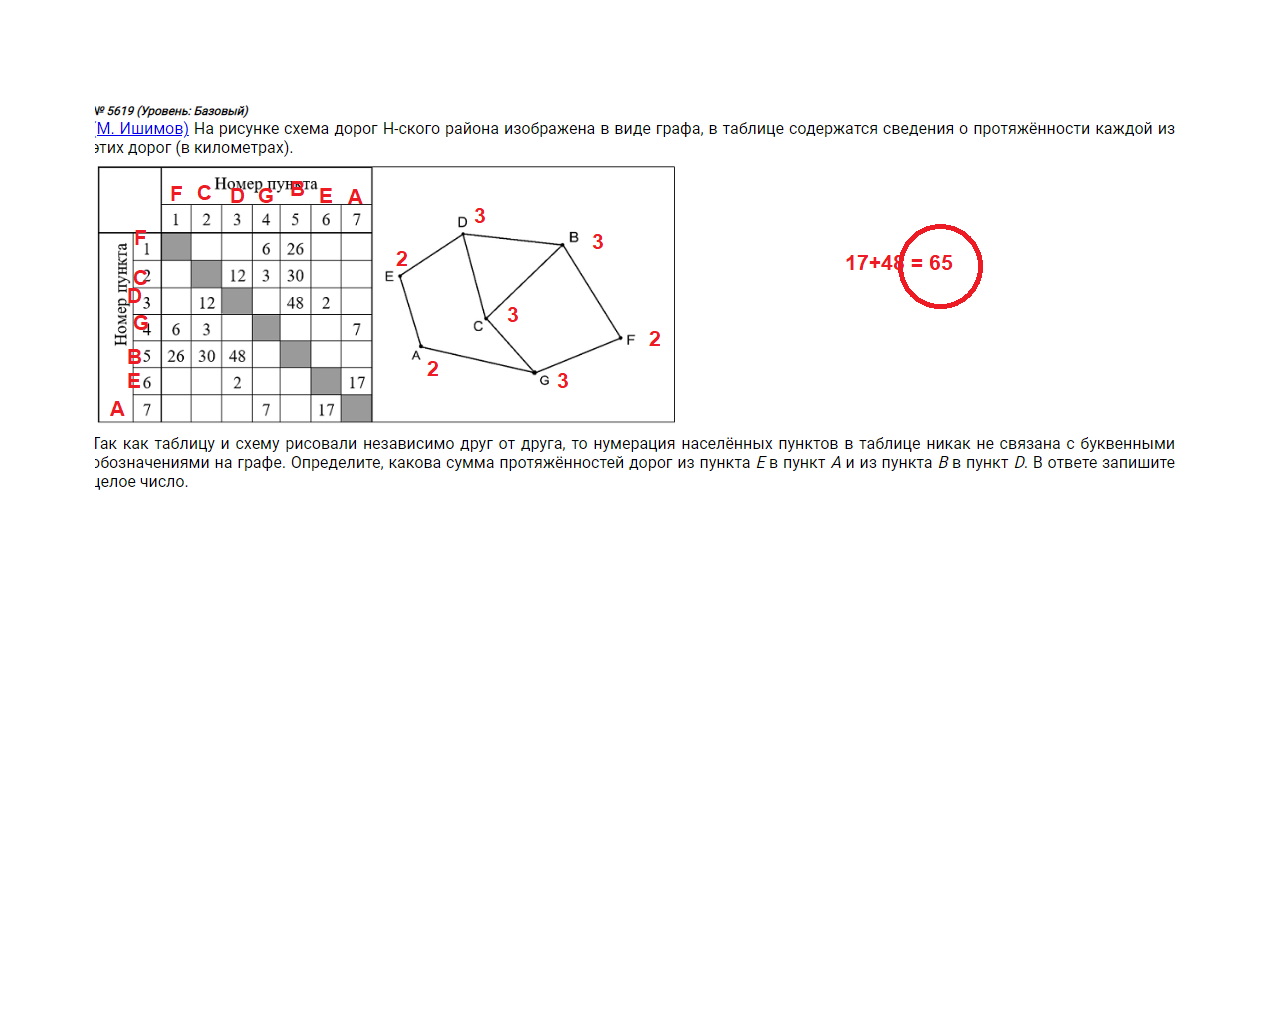 № 5619 (Уровень: Базовый)
(М. Ишимов) На рисунке схема дорог Н-ского района изображена в виде графа, в таблице содержатся сведения о протяжённости каждой из
этих дорог (в километрах).
Номер пункта
F C D G B E A
1 2 3 4 5 6 7
Номер пункта
F 1 6 26
C 2 12 3 30
D 3 12 48 2
G 4 6 3 7
B 5 26 30 48
E 6 2 17
A 7 7 17
D 3
B 3
E 2
C 3
F 2
A 2
G 3
17+48 = 65
Так как таблицу и схему рисовали независимо друг от друга, то нумерация населённых пунктов в таблице никак не связана с буквенными
обозначениями на графе. Определите, какова сумма протяжённостей дорог из пункта E в пункт A и из пункта B в пункт D. В ответе запишите
целое число.